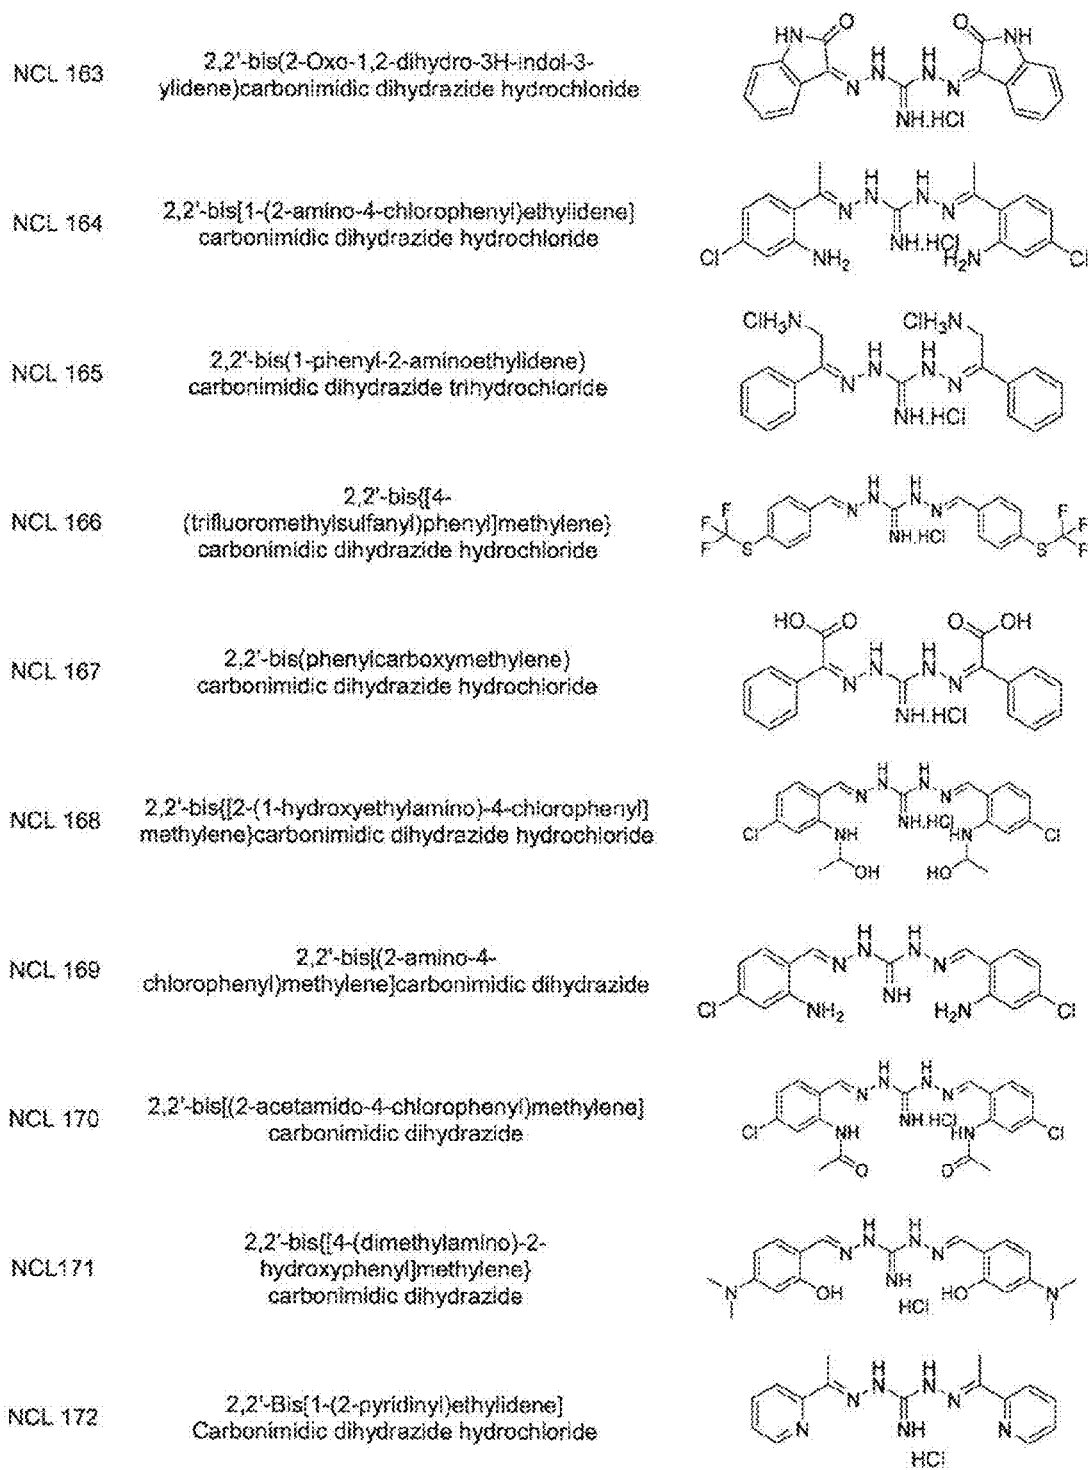 NCL 163
2,2'-bis(2-Oxo-1,2-dihydro-3H-indol-3-
ylidene)carbonimidic dihydrazide hydrochloride
HN O O NH
H H
N N N N
NH.HCl
NCL 164
2,2'-bis[1-(2-amino-4-chlorophenyl)ethylidene]
carbonimidic dihydrazide hydrochloride
H H
N NH HN N
Cl NH2 NH.HCl H2N Cl
NCL 165
2,2'-bis(1-phenyl-2-aminoethylidene)
carbonimidic dihydrazide trihydrochloride
ClH3N ClH3N
H H
N NH HN N
NH.HCl
NCL 166
2,2'-bis{[4-
(trifluoromethylsulfanyl)phenyl]methylene}
carbonimidic dihydrazide hydrochloride
H H
N N N N
F F F S NH.HCl S F F F
NCL 167
2,2'-bis(phenylcarboxymethylene)
carbonimidic dihydrazide hydrochloride
HO O O OH
H H
N N N N
NH.HCl
NCL 168
2,2'-bis{[2-(1-hydroxyethylamino)-4-chlorophenyl]
methylene}carbonimidic dihydrazide hydrochloride
H H
N N N N
Cl NH NH.HCl HN Cl
OH HO
NCL 169
2,2'-bis[(2-amino-4-
chlorophenyl)methylene]carbonimidic dihydrazide
H H
N N N N
Cl NH2 NH H2N Cl
NCL 170
2,2'-bis[(2-acetamido-4-chlorophenyl)methylene]
carbonimidic dihydrazide
H H
N N N N
Cl NH NH.HCl HN Cl
O O
NCL171
2,2'-bis{[4-(dimethylamino)-2-
hydroxyphenyl]methylene}
carbonimidic dihydrazide
H H
N N N N
N OH NH HO N
HCl
NCL 172
2,2'-Bis[1-(2-pyridinyl)ethylidene]
Carbonimidic dihydrazide hydrochloride
H H
N N N N
N NH N
HCl